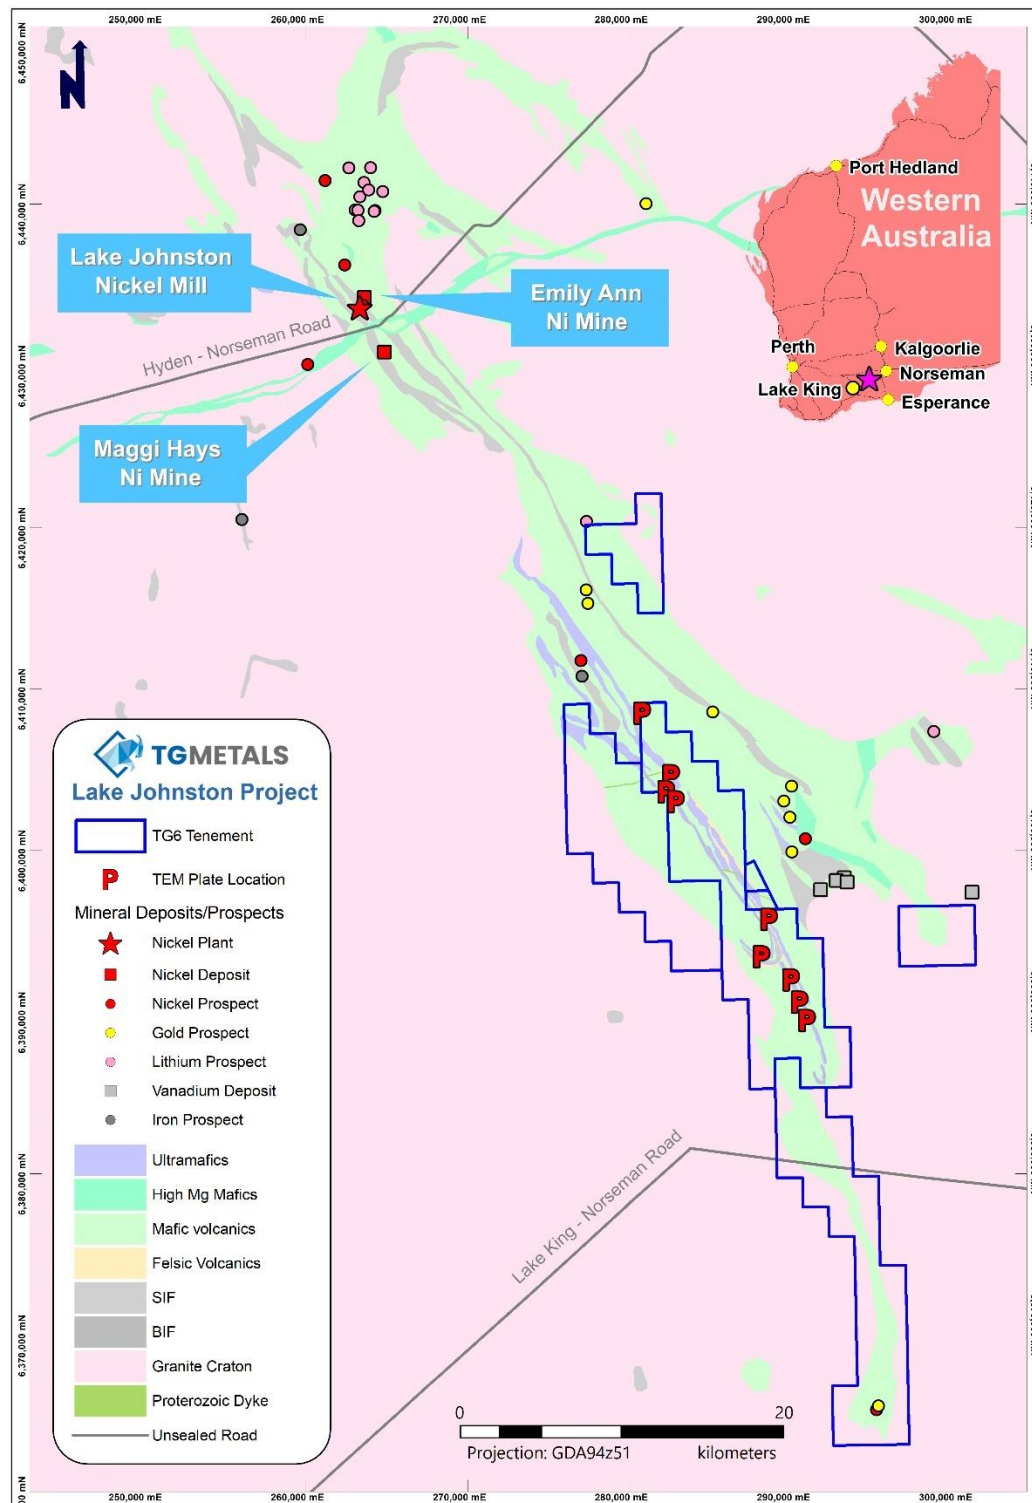 250,000 mE
260,000 mE
270,000 mE
280,000 mE
290,000 mE
300,000 mE
6,450,000 mN
6,440,000 mN
6,430,000 mN
6,420,000 mN
6,410,000 mN
6,400,000 mN
6,390,000 mN
6,380,000 mN
6,370,000 mN
N
Port Hedland
Western
Australia
Perth
Kalgoorlie
Norseman
Lake King
Esperance
Lake Johnston
Nickel Mill
Emily Ann
Ni Mine
Hyden - Norseman Road
Maggi Hays
Ni Mine
P
P
P
P
P
P
P
P
P
Lake King - Norseman Road
TGMETALS
Lake Johnston Project
TG6 Tenement
P TEM Plate Location
Mineral Deposits/Prospects
Nickel Plant
Nickel Deposit
Nickel Prospect
Gold Prospect
Lithium Prospect
Vanadium Deposit
Iron Prospect
Ultramafics
High Mg Mafics
Mafic volcanics
Felsic Volcanics
SIF
BIF
Granite Craton
Proterozoic Dyke
Unsealed Road
0 20
Projection: GDA94z51 kilometers
250,000 mE
260,000 mE
270,000 mE
280,000 mE
290,000 mE
300,000 mE